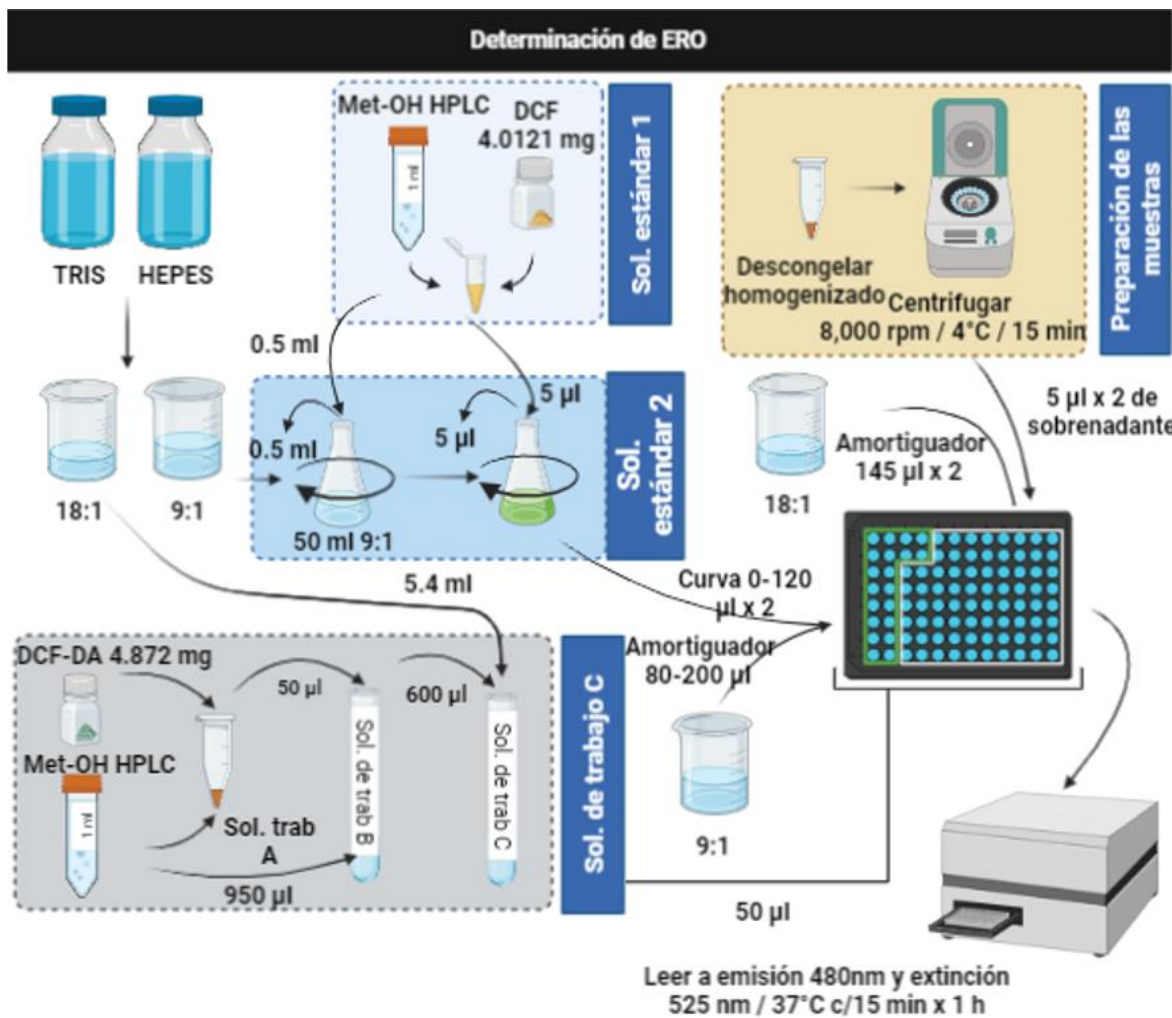 Determinación de ERO
TRIS
HEPES
18:1
9:1
Met-OH HPLC
1 ml
DCF
4.0121 mg
Sol. estándar 1
0.5 ml
5 µl
0.5 ml
5 µl
50 ml 9:1
Sol.
estándar 2
Descongelar
homogenizado
Centrifugar
8,000 rpm / 4°C / 15 min
Preparación de las
muestras
5 µl x 2 de
sobrenadante
Amortiguador
145 µl x 2
18:1
5.4 ml
Curva 0-120
µl x 2
Amortiguador
80-200 µl
9:1
DCF-DA 4.872 mg
Met-OH HPLC
1 ml
Sol. trab
A
50 µl
950 µl
Sol. de trab B
600 µl
Sol. de trab C
Sol. de trabajo C
50 µl
Leer a emisión 480nm y extinción
525 nm / 37°C c/15 min x 1 h